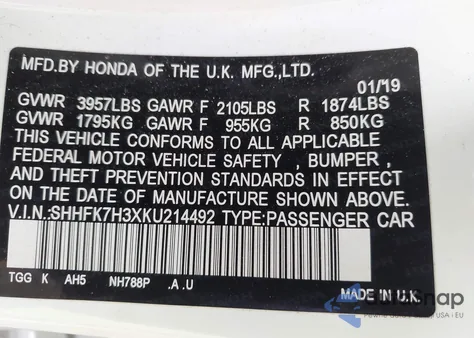 MFD.BY HONDA OF THE U.K. MFG.,LTD.
01/19
GVWR 3957LBS GAWR F 2105LBS R 1874LBS
GVWR 1795KG GAWR F 955KG R 850KG
THIS VEHICLE CONFORMS TO ALL APPLICABLE
FEDERAL MOTOR VEHICLE SAFETY , BUMPER ,
AND THEFT PREVENTION STANDARDS IN EFFECT
ON THE DATE OF MANUFACTURE SHOWN ABOVE.
V.I.N.:SHHFK7H3XKU214492 TYPE:PASSENGER CAR
TGG K AH5 NH788P .A .U
MADE IN U.K.